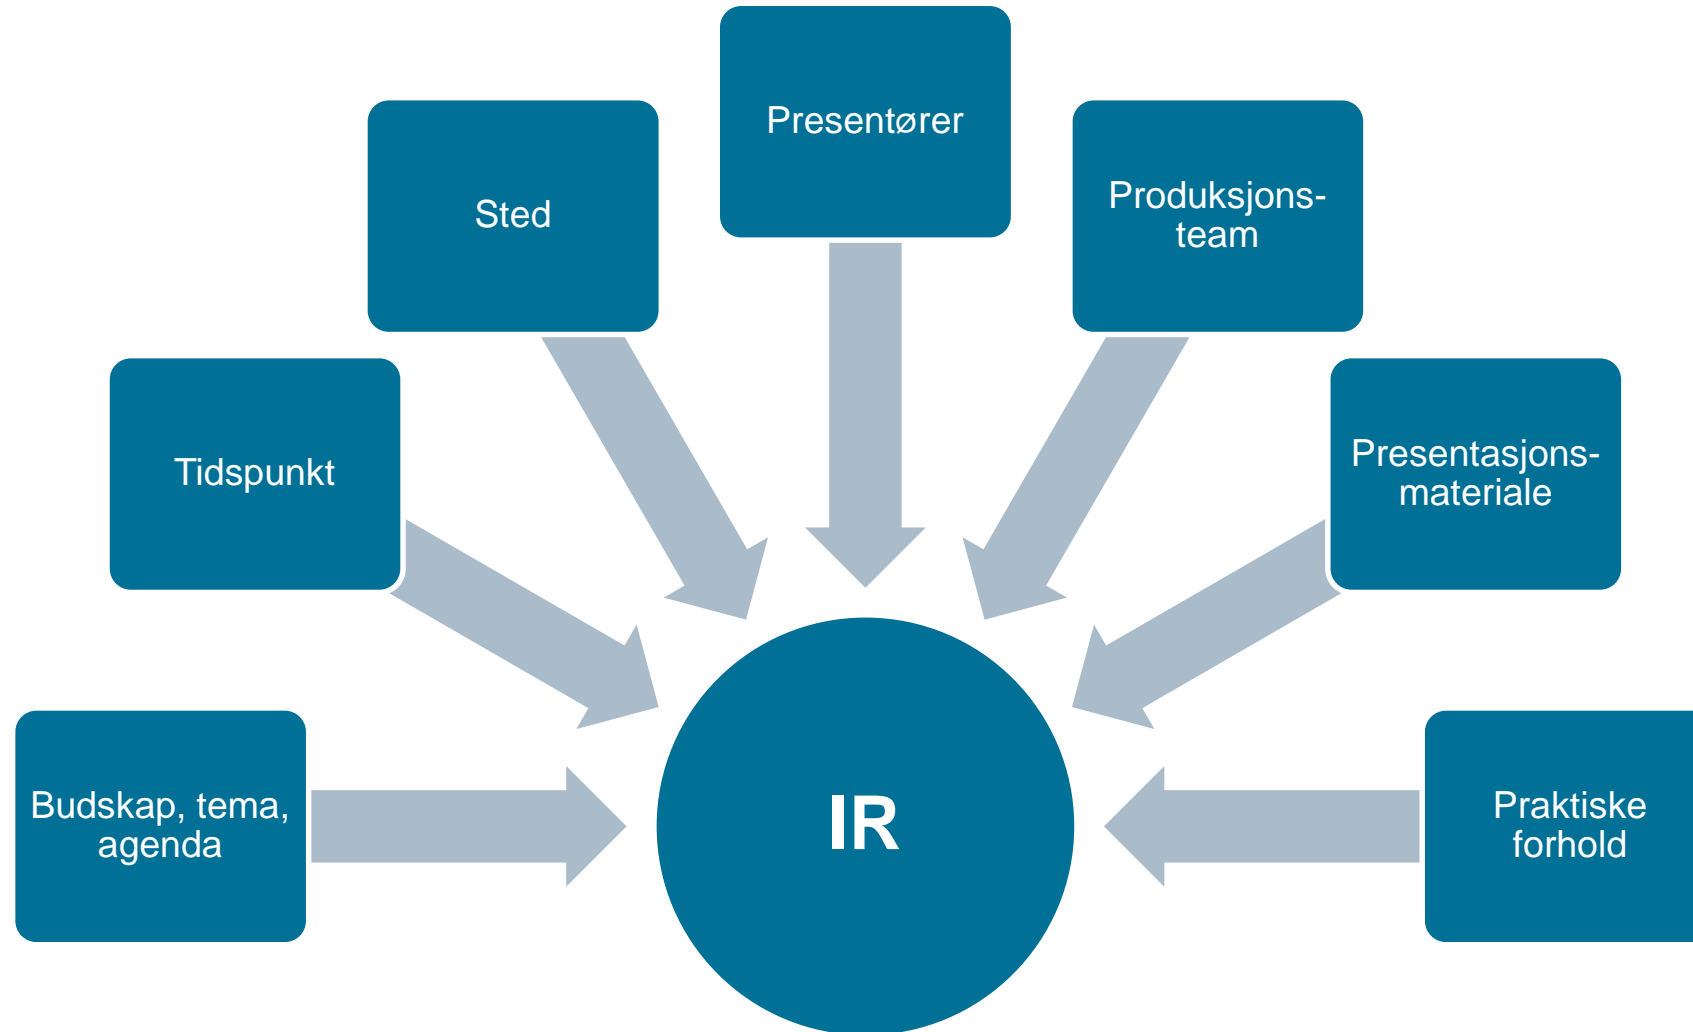 Presentører
Sted
Produksjons-
team
Tidspunkt
Presentasjons-
materiale
Budskap, tema,
agenda
IR
Praktiske
forhold